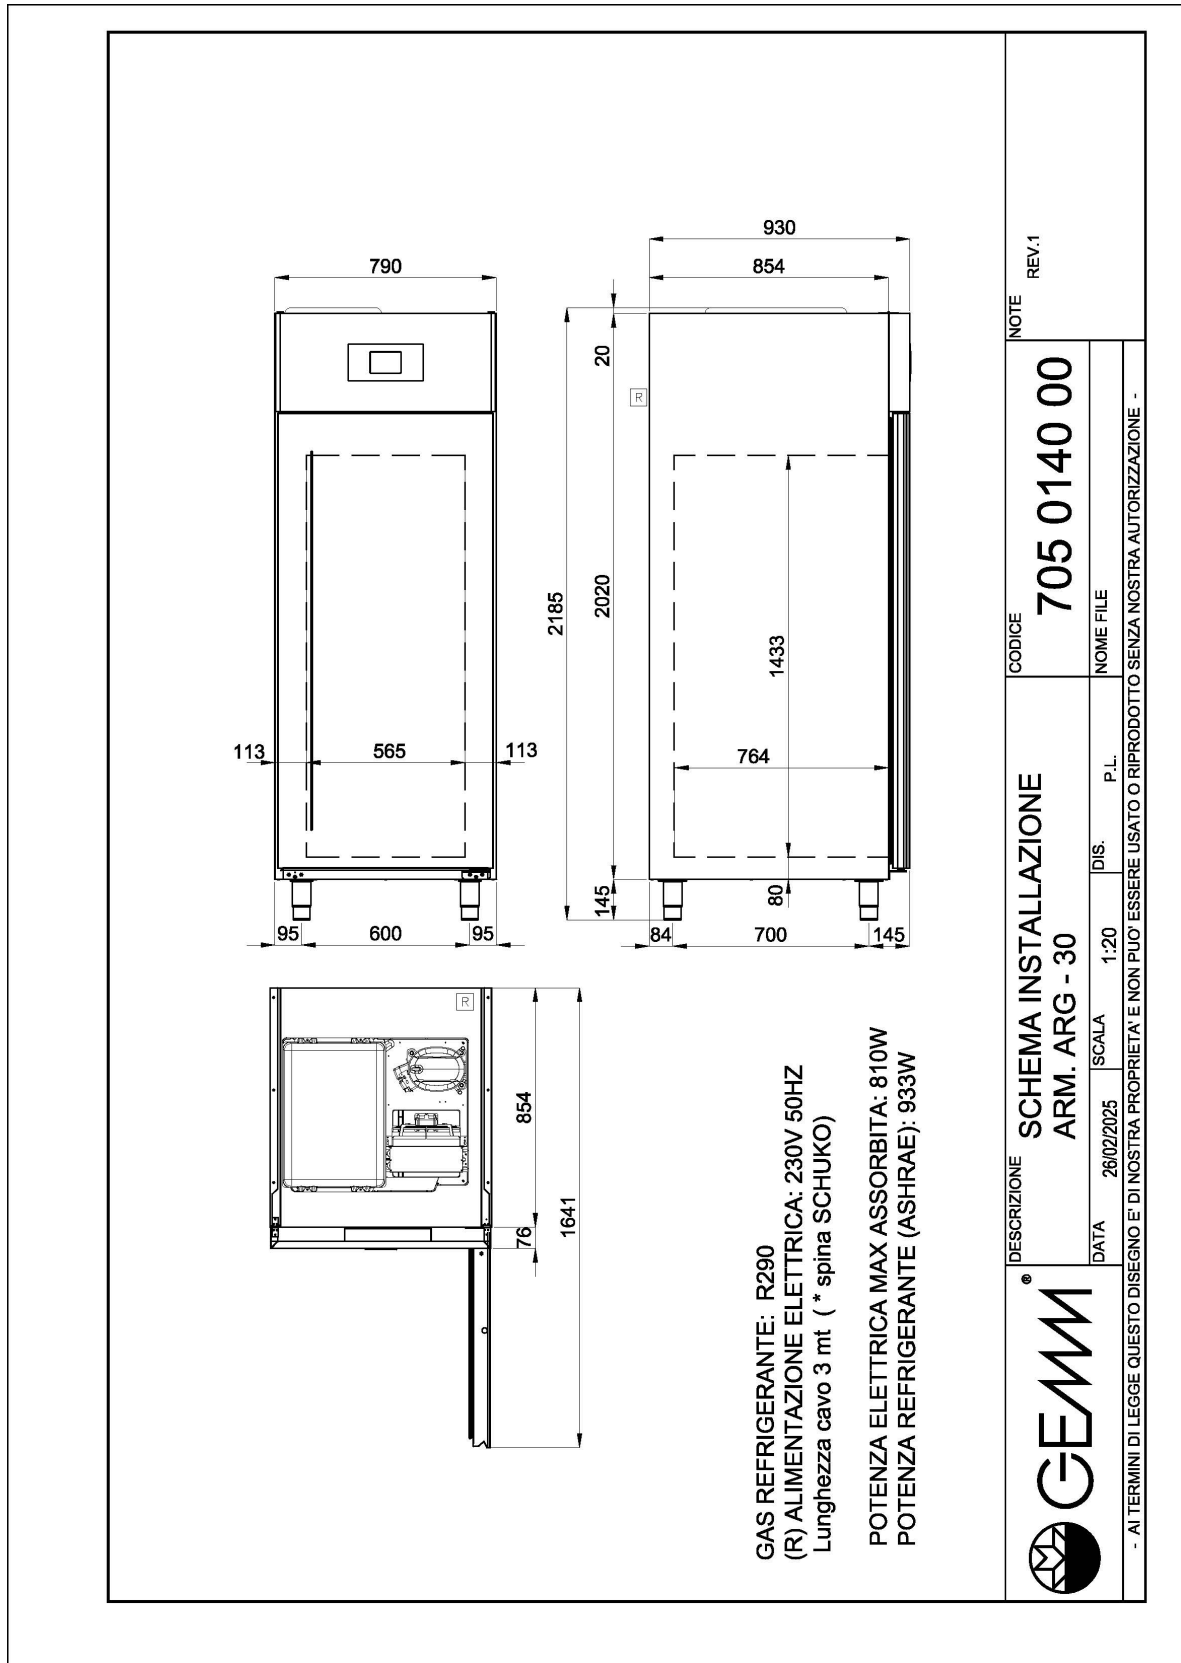 790
113
565
113
95
600
95
930
854
20
R
2185
2020
1433
764
145
80
84
700
145
R
854
76
1641
GAS REFRIGERANTE: R290
(R) ALIMENTAZIONE ELETTRICA: 230V 50HZ
Lunghezza cavo 3 mt ( * spina SCHUKO)
POTENZA ELETTRICA MAX ASSORBITA: 810W
POTENZA REFRIGERANTE (ASHRAE): 933W
GEMM ®
DESCRIZIONE
SCHEMA INSTALLAZIONE
ARM. ARG - 30
CODICE
705 0140 00
NOTE
REV.1
DATA 26/02/2025
SCALA 1:20
DIS. P.L.
NOME FILE
- AI TERMINI DI LEGGE QUESTO DISEGNO E' DI NOSTRA PROPRIETA' E NON PUO' ESSERE USATO O RIPRODOTTO SENZA NOSTRA AUTORIZZAZIONE -